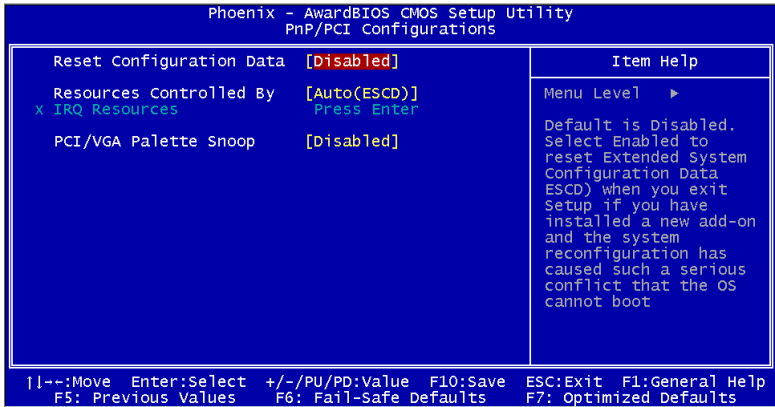 Phoenix - AwardBIOS CMOS Setup Utility
PnP/PCI Configurations
Reset Configuration Data [Disabled]
Resources Controlled By [Auto(ESCD)]
x IRQ Resources Press Enter
PCI/VGA Palette Snoop [Disabled]
Item Help
Menu Level ►
Default is Disabled.
Select Enabled to
reset Extended System
Configuration Data
ESCD) when you exit
Setup if you have
installed a new add-on
and the system
reconfiguration has
caused such a serious
conflict that the OS
cannot boot
↑↓→←:Move Enter:Select +/-/PU/PD:Value F10:Save ESC:Exit F1:General Help
F5: Previous Values F6: Fail-Safe Defaults F7: Optimized Defaults